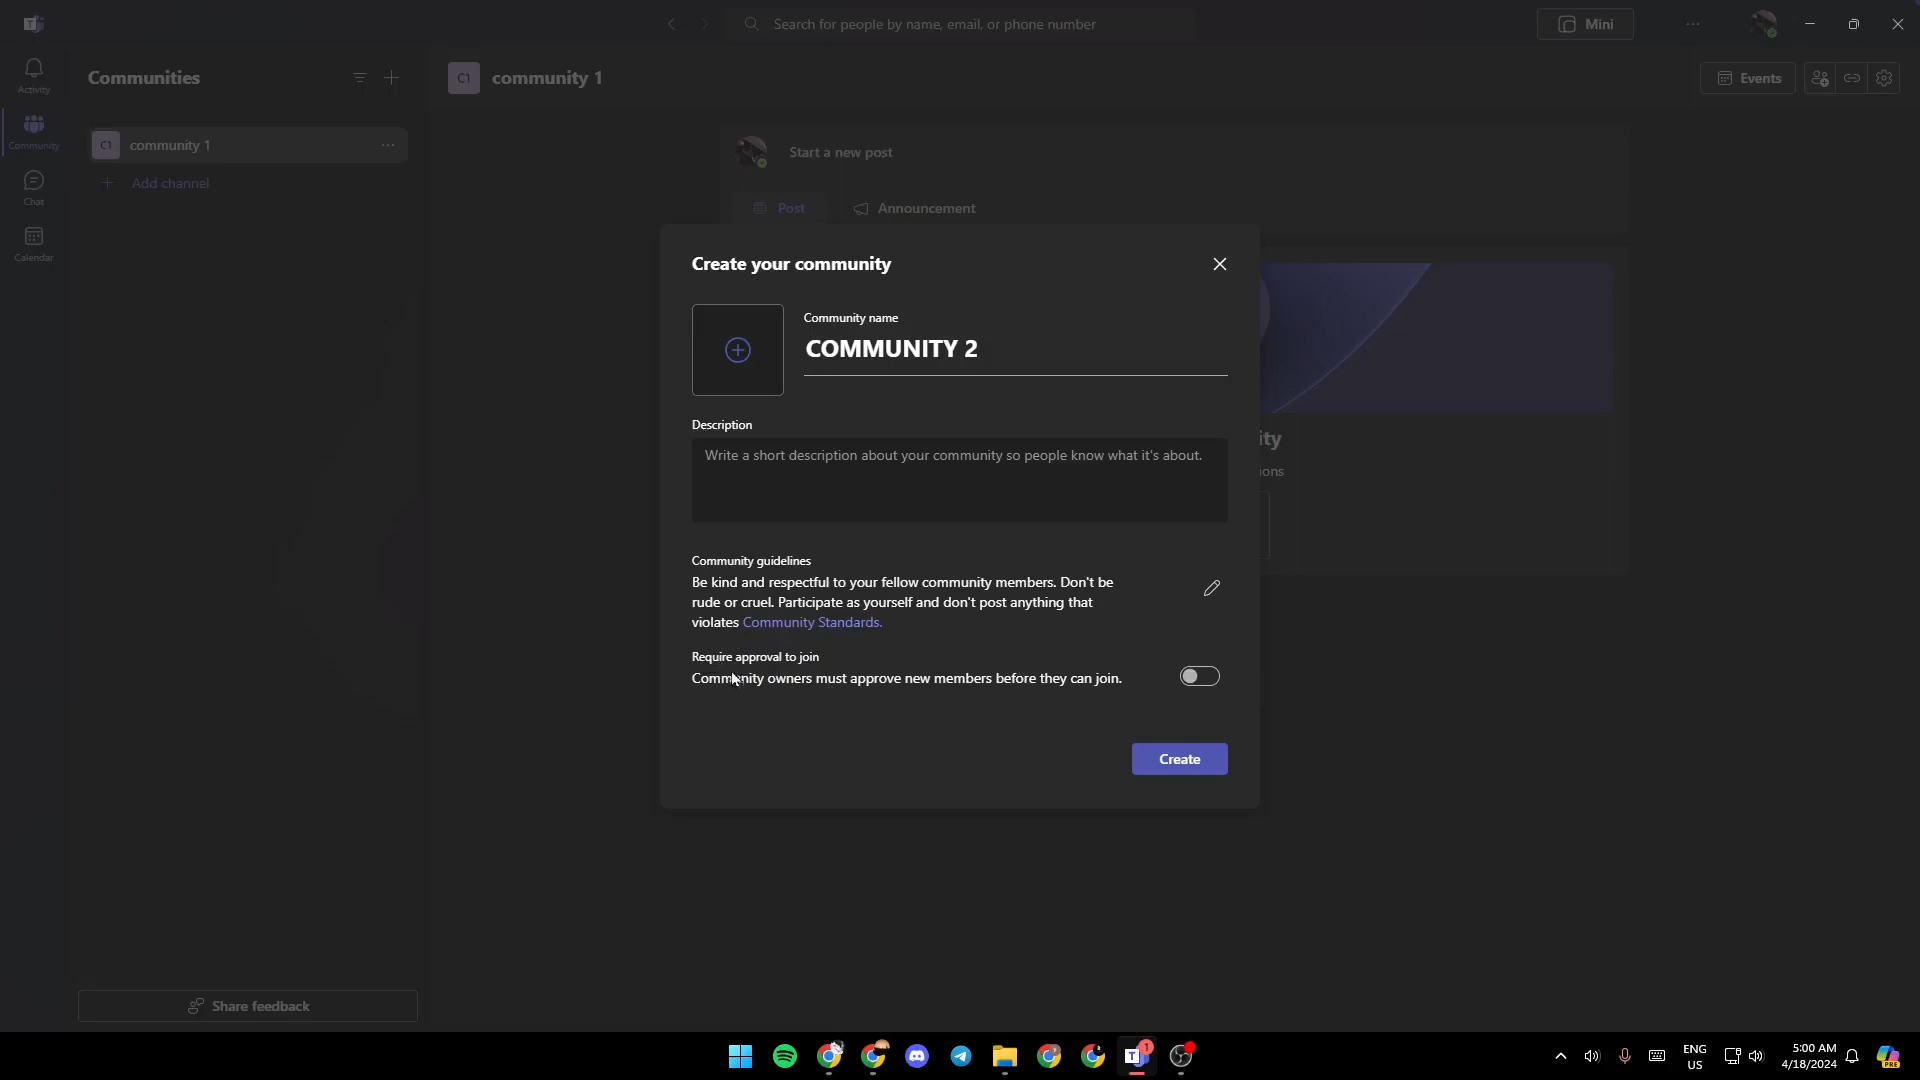 Search for people by name, email, or phone number
Mini
Activity
Community
Chat
Calendar
Communities
C1 community 1
Add channel
Share feedback
C1 community 1
Events
Start a new post
Post
Announcement
ity
ions
Create your community
Community name
COMMUNITY 2
Description
Write a short description about your community so people know what it's about.
Community guidelines
Be kind and respectful to your fellow community members. Don't be
rude or cruel. Participate as yourself and don't post anything that
violates Community Standards.
Require approval to join
Community owners must approve new members before they can join.
Create
1
ENG
US
5:00 AM
4/18/2024
PRE